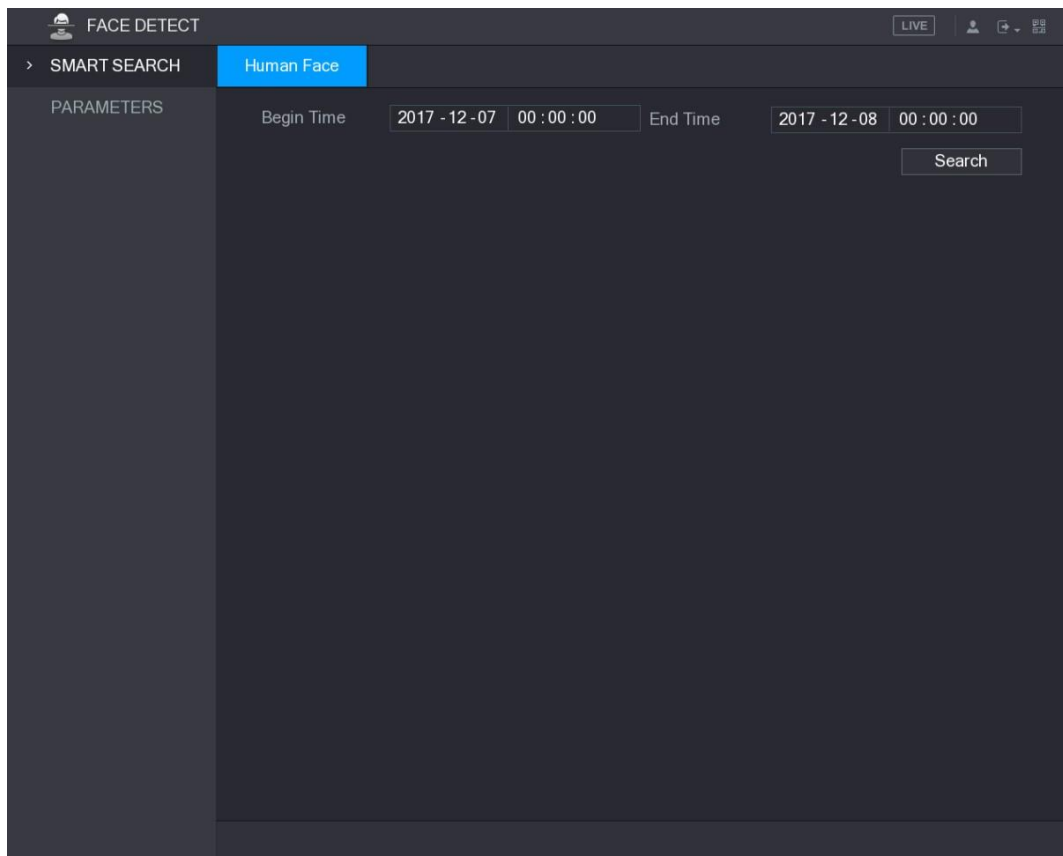 FACE DETECT LIVE
> SMART SEARCH Human Face
PARAMETERS
Begin Time 2017 - 12 - 07 00 : 00 : 00 End Time 2017 - 12 - 08 00 : 00 : 00
Search